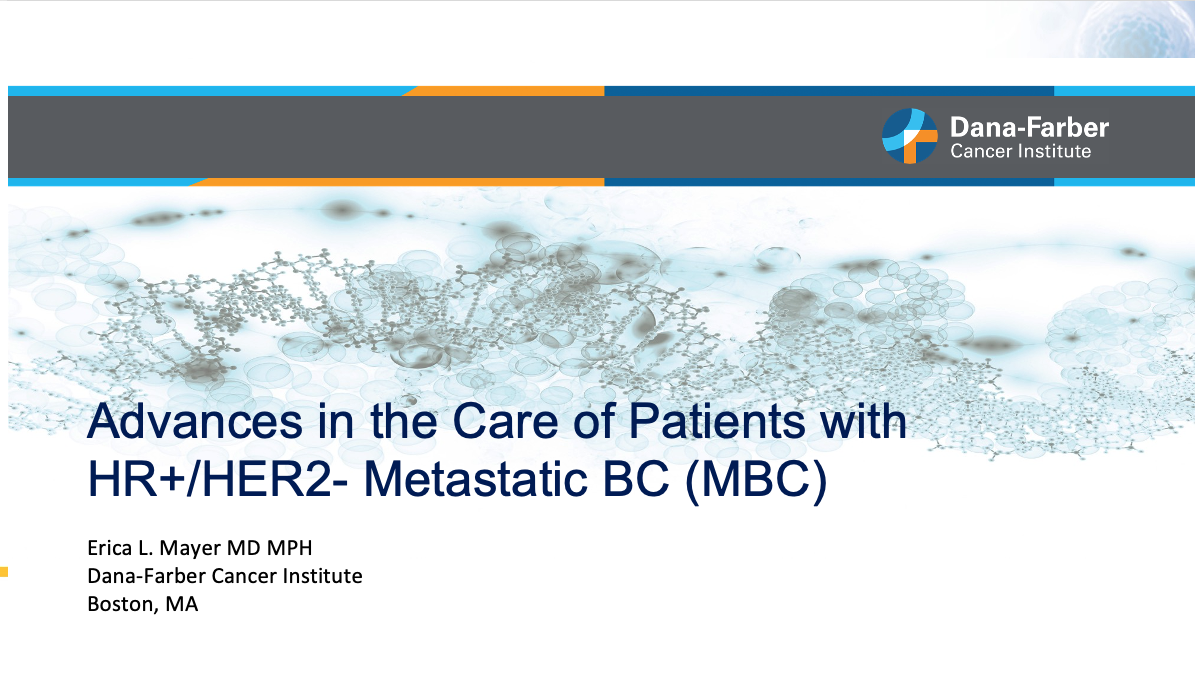 Dana-Farber
Cancer Institute
Advances in the Care of Patients with
HR+/HER2- Metastatic BC (MBC)
Erica L. Mayer MD MPH
Dana-Farber Cancer Institute
Boston, MA